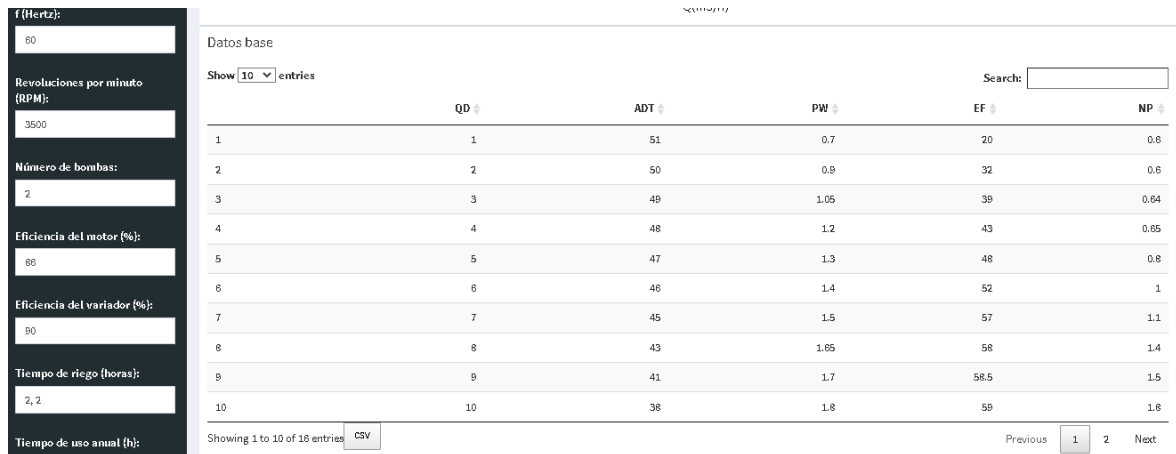 f (Hertz):
60
Revoluciones por minuto
(RPM):
3500
Número de bombas:
2
Eficiencia del motor (%):
Eficiencia del variador (%):
90
Tiempo de riego (horas):
2, 2
Tiempo de uso anual (h):
Q(m3/h)
Datos base
Show 10 entries
Search:
QD ADT PW EF NP
1 1 51 0.7 20 0.6
2 2 50 0.9 32 0.6
3 3 49 1.05 39 0.64
4 4 48 1.2 43 0.65
5 5 47 1.3 48 0.8
6 6 46 1.4 52 1
7 7 45 1.5 57 1.1
8 8 43 1.65 58 1.4
9 9 41 1.7 58.5 1.5
10 10 38 1.8 59 1.6
Showing 1 to 10 of 16 entries CSV
Previous 1 2 Next